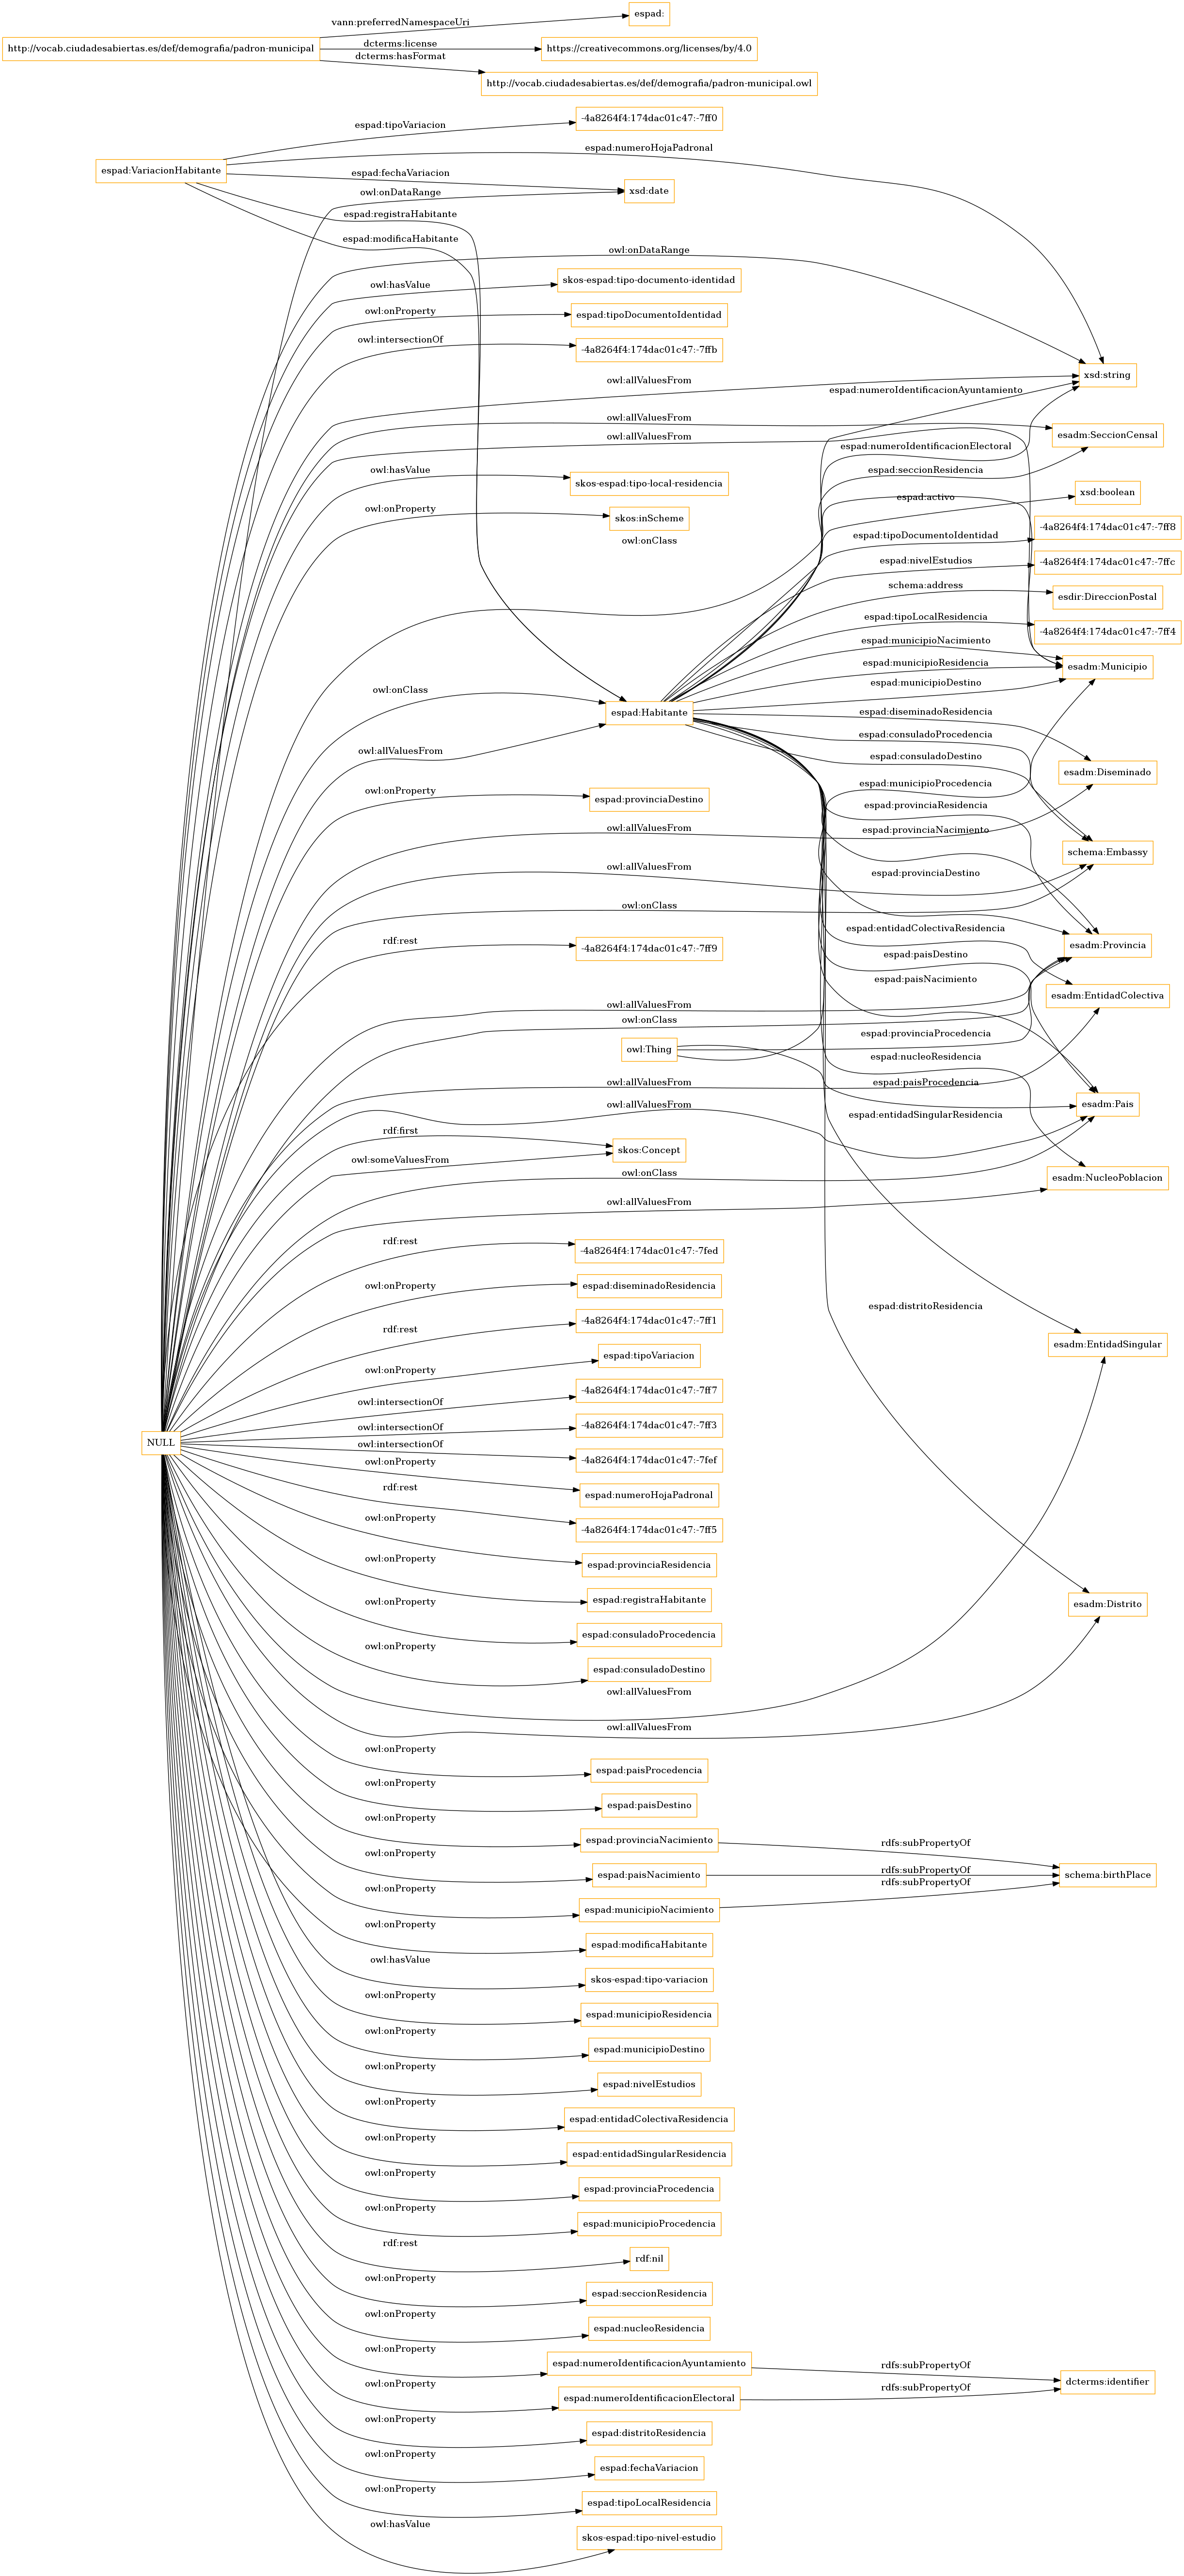 espad:
vann:preferredNamespaceUri
http://vocab.ciudadesabiertas.es/def/demografia/padron-municipal
dcterms:license
https://creativecommons.org/licenses/by/4.0
dcterms:hasFormat
http://vocab.ciudadesabiertas.es/def/demografia/padron-municipal.owl
-4a8264f4:174dac01c47:-7ff0
espad:tipoVariacion
espad:numeroHojaPadronal
espad:VariacionHabitante
espad:fechaVariacion
xsd:date
owl:onDataRange
espad:registraHabitante
espad:modificaHabitante
owl:onDataRange
skos-espad:tipo-documento-identidad
owl:hasValue
espad:tipoDocumentoIdentidad
owl:onProperty
-4a8264f4:174dac01c47:-7ffb
owl:intersectionOf
xsd:string
owl:allValuesFrom
espad:numeroIdentificacionAyuntamiento
owl:allValuesFrom
esadm:SeccionCensal
owl:allValuesFrom
espad:numeroIdentificacionElectoral
owl:hasValue
skos-espad:tipo-local-residencia
espad:seccionResidencia
xsd:boolean
espad:activo
owl:onProperty
skos:inScheme
-4a8264f4:174dac01c47:-7ff8
espad:tipoDocumentoIdentidad
owl:onClass
-4a8264f4:174dac01c47:-7ffc
espad:nivelEstudios
schema:address
esdir:DireccionPostal
espad:tipoLocalResidencia
-4a8264f4:174dac01c47:-7ff4
espad:municipioNacimiento
espad:municipioResidencia
esadm:Municipio
espad:municipioDestino
owl:onClass
espad:Habitante
espad:diseminadoResidencia
espad:consuladoProcedencia
owl:allValuesFrom
espad:consuladoDestino
esadm:Diseminado
espad:municipioProcedencia
owl:onProperty
espad:provinciaDestino
espad:provinciaResidencia
owl:allValuesFrom
espad:provinciaNacimiento
schema:Embassy
owl:allValuesFrom
espad:provinciaDestino
owl:onClass
espad:entidadColectivaResidencia
rdf:rest
-4a8264f4:174dac01c47:-7ff9
esadm:Provincia
espad:paisDestino
espad:paisNacimiento
esadm:EntidadColectiva
owl:allValuesFrom
owl:onClass
espad:provinciaProcedencia
owl:Thing
espad:nucleoResidencia
owl:allValuesFrom
espad:paisProcedencia
owl:allValuesFrom
esadm:Pais
espad:entidadSingularResidencia
rdf:first
skos:Concept
owl:someValuesFrom
owl:onClass
esadm:NucleoPoblacion
owl:allValuesFrom
rdf:rest
-4a8264f4:174dac01c47:-7fed
owl:onProperty
espad:diseminadoResidencia
espad:distritoResidencia
rdf:rest
-4a8264f4:174dac01c47:-7ff1
esadm:EntidadSingular
owl:onProperty
espad:tipoVariacion
owl:intersectionOf
-4a8264f4:174dac01c47:-7ff7
owl:intersectionOf
-4a8264f4:174dac01c47:-7ff3
NULL
owl:intersectionOf
-4a8264f4:174dac01c47:-7fef
owl:onProperty
espad:numeroHojaPadronal
rdf:rest
-4a8264f4:174dac01c47:-7ff5
owl:onProperty
espad:provinciaResidencia
owl:onProperty
espad:registraHabitante
esadm:Distrito
owl:onProperty
espad:consuladoProcedencia
owl:onProperty
espad:consuladoDestino
owl:allValuesFrom
owl:allValuesFrom
owl:onProperty
espad:paisProcedencia
owl:onProperty
espad:paisDestino
owl:onProperty
espad:provinciaNacimiento
rdfs:subPropertyOf
owl:onProperty
espad:paisNacimiento
rdfs:subPropertyOf
schema:birthPlace
rdfs:subPropertyOf
owl:onProperty
espad:municipioNacimiento
owl:onProperty
espad:modificaHabitante
owl:hasValue
skos-espad:tipo-variacion
owl:onProperty
espad:municipioResidencia
owl:onProperty
espad:municipioDestino
owl:onProperty
espad:nivelEstudios
owl:onProperty
espad:entidadColectivaResidencia
owl:onProperty
espad:entidadSingularResidencia
owl:onProperty
espad:provinciaProcedencia
owl:onProperty
espad:municipioProcedencia
rdf:rest
rdf:nil
owl:onProperty
espad:seccionResidencia
owl:onProperty
espad:nucleoResidencia
owl:onProperty
espad:numeroIdentificacionAyuntamiento
rdfs:subPropertyOf
dcterms:identifier
owl:onProperty
espad:numeroIdentificacionElectoral
rdfs:subPropertyOf
owl:onProperty
espad:distritoResidencia
owl:onProperty
espad:fechaVariacion
owl:onProperty
espad:tipoLocalResidencia
owl:hasValue
skos-espad:tipo-nivel-estudio